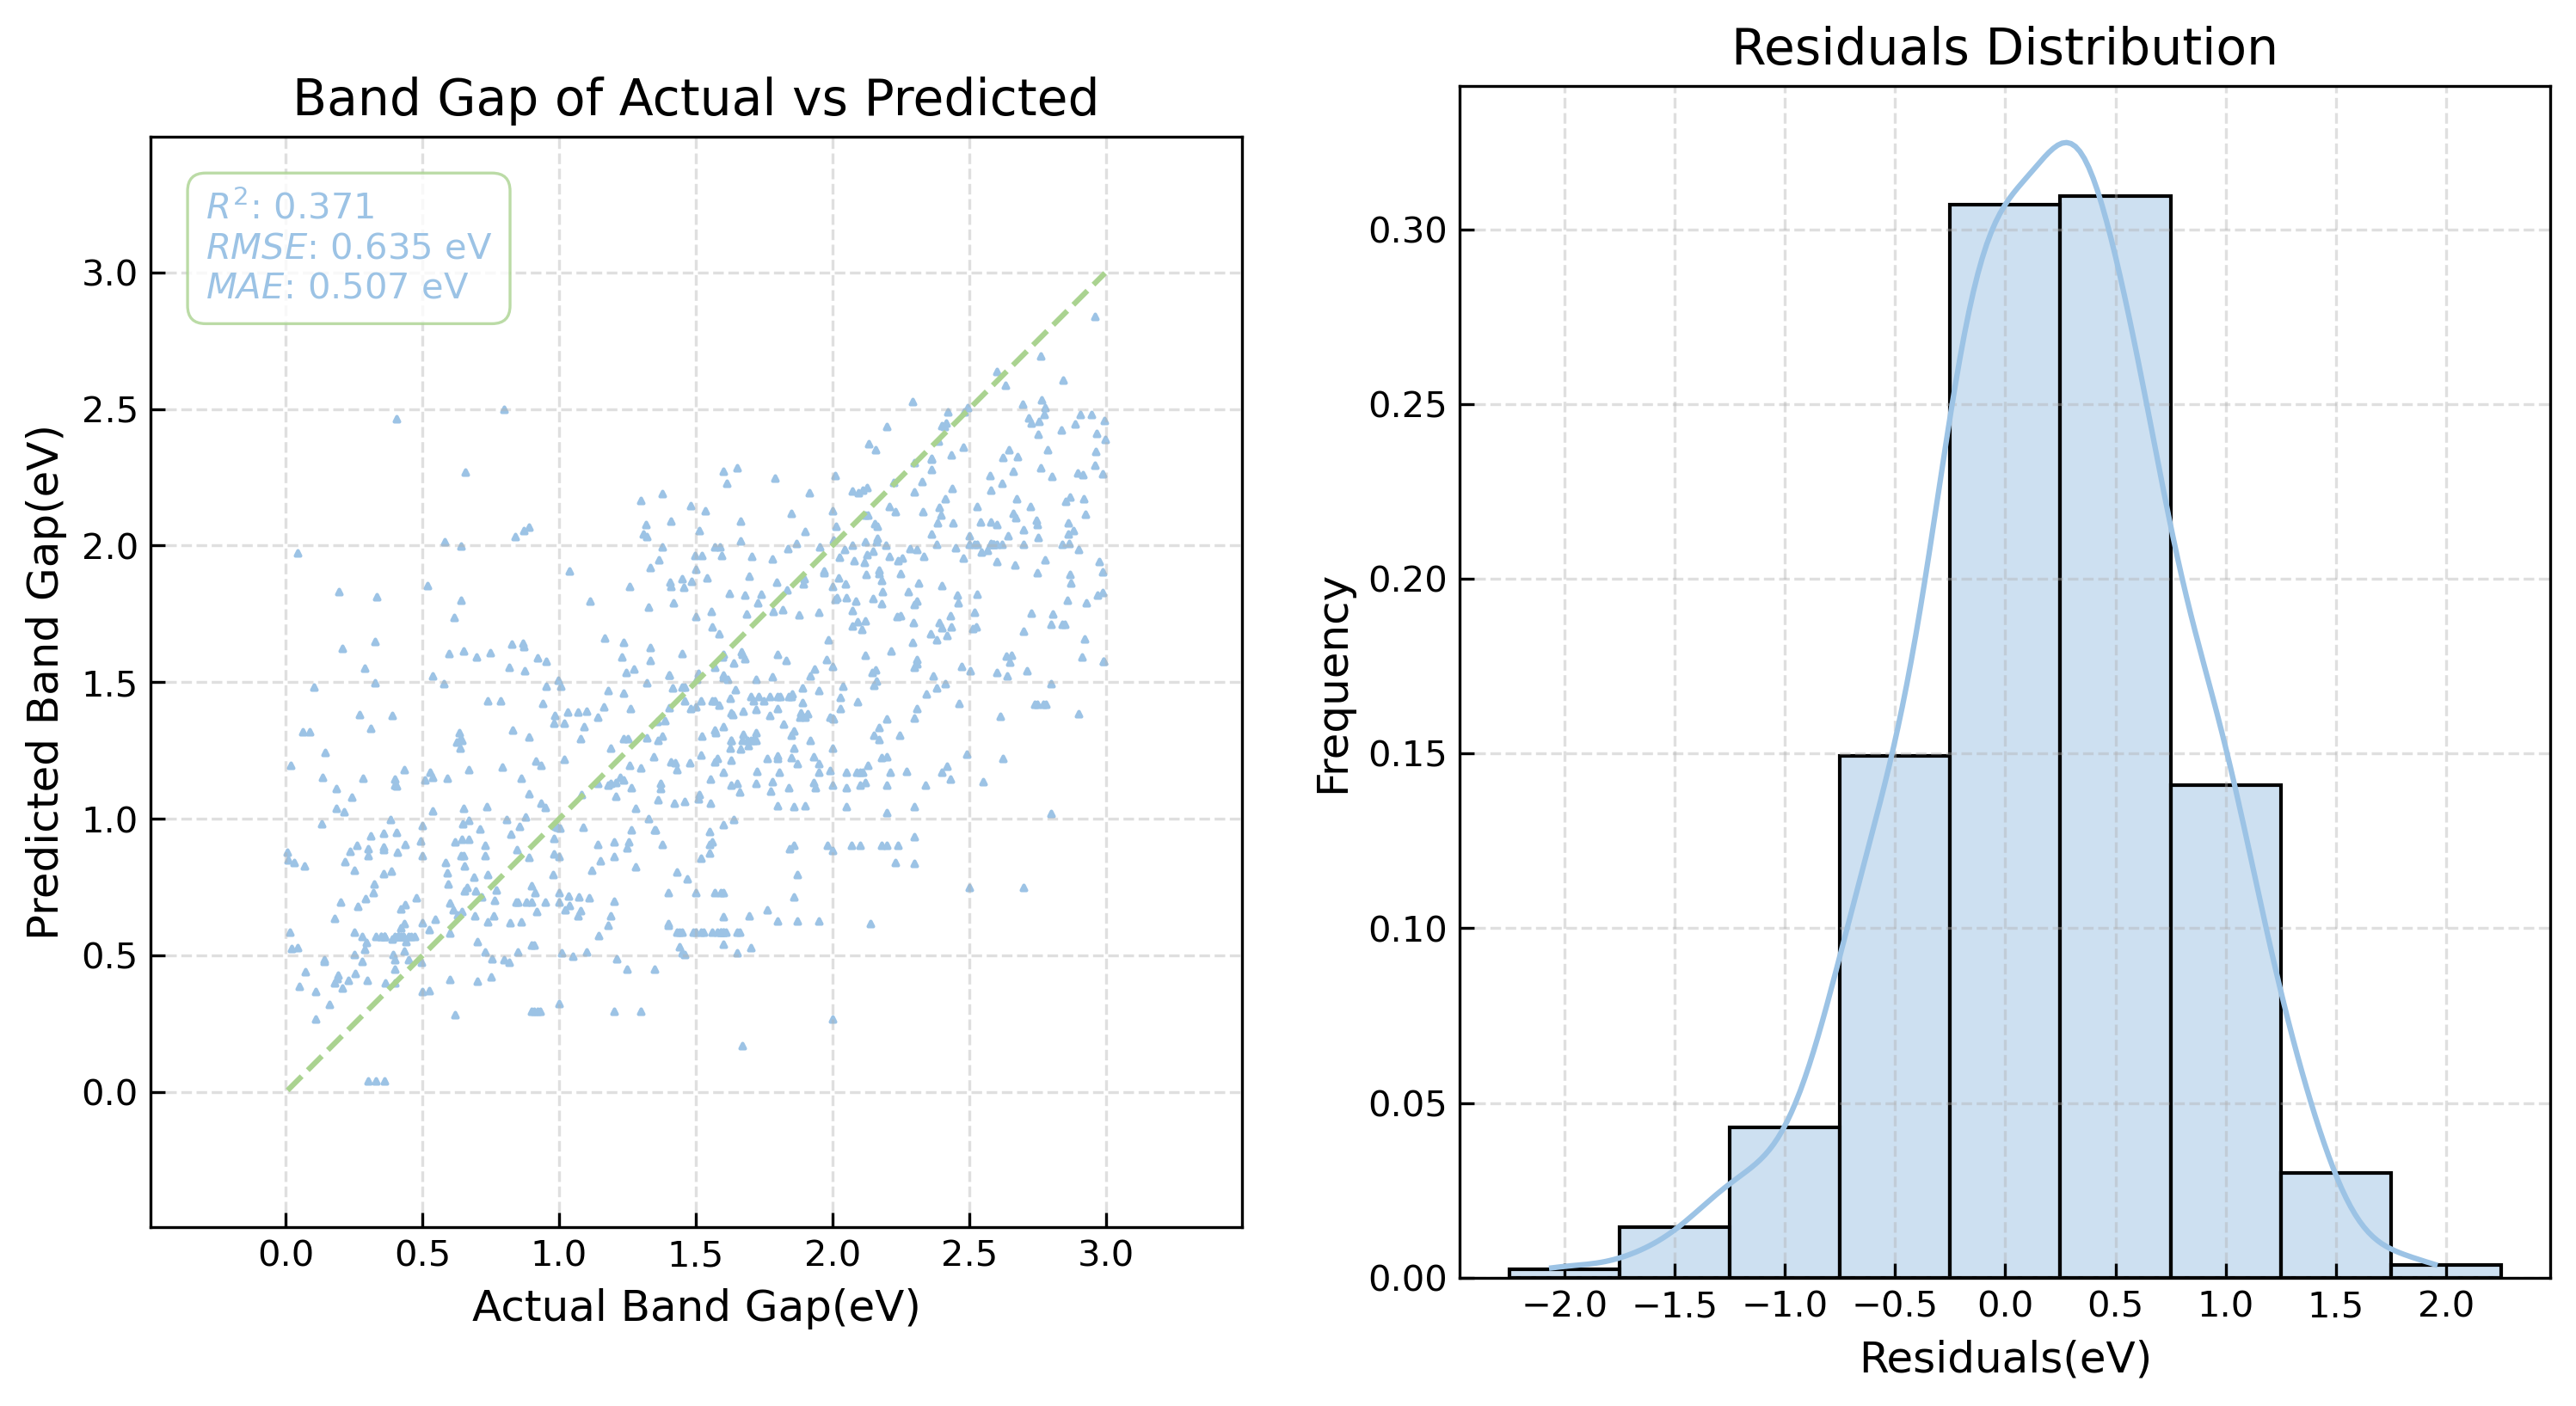 Band Gap of Actual vs Predicted
R²: 0.371
RMSE: 0.635 eV
MAE: 0.507 eV
Predicted Band Gap(eV)
3.0
2.5
2.0
1.5
1.0
0.5
0.0
0.0 0.5 1.0 1.5 2.0 2.5 3.0
Actual Band Gap(eV)
Residuals Distribution
Frequency
0.30
0.25
0.20
0.15
0.10
0.05
0.00
−2.0 −1.5 −1.0 −0.5 0.0 0.5 1.0 1.5 2.0
Residuals(eV)